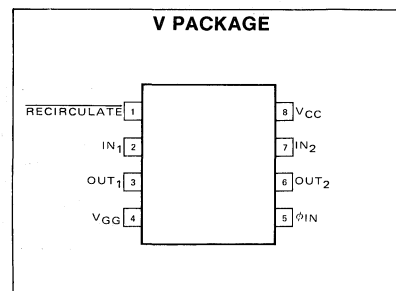 V PACKAGE
RECIRCULATE 1
IN1 2
OUT1 3
VGG 4
8 VCC
7 IN2
6 OUT2
5 ϕIN